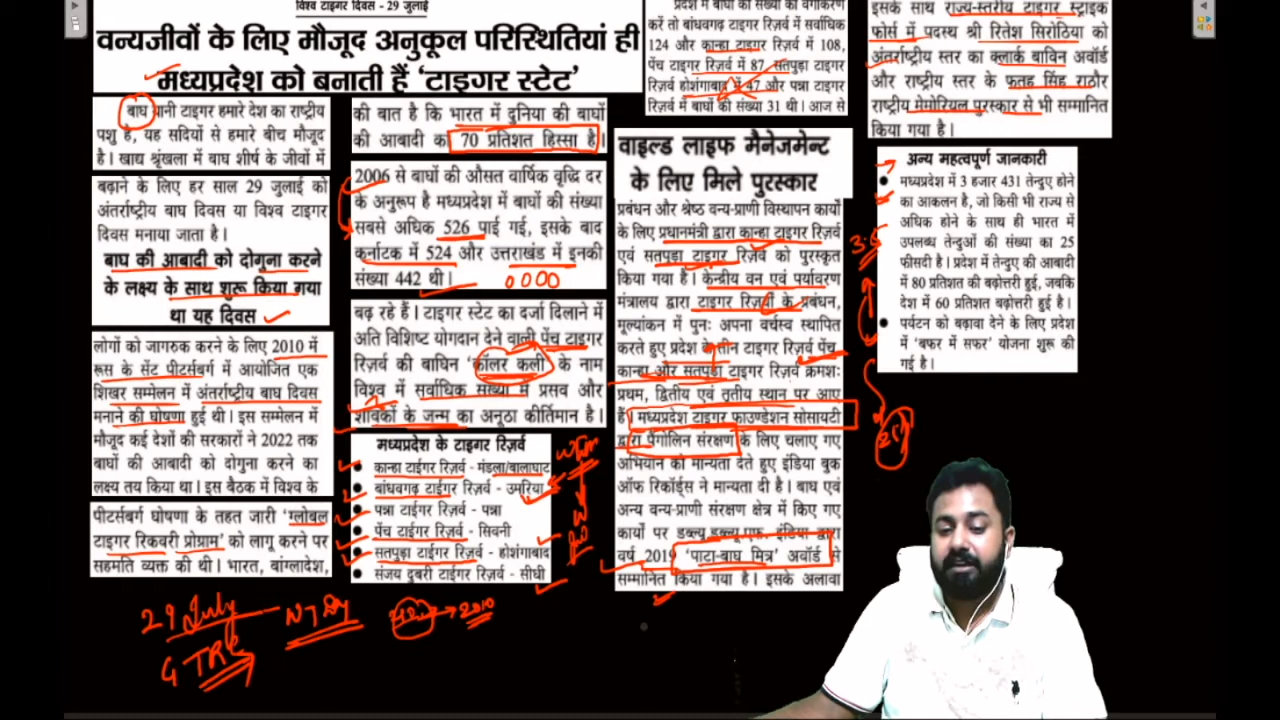 विश्व टाइगर दिवस - 29 जुलाई
वन्यजीवों के लिए मौजूद अनुकूल परिस्थितियां ही
मध्यप्रदेश को बनाती हैं ‘टाइगर स्टेट’
बाघ यानी टाइगर हमारे देश का राष्ट्रीय
पशु है, यह सदियों से हमारे बीच मौजूद
है। खाद्य श्रृंखला में बाघ शीर्ष के जीवों में
बढ़ाने के लिए हर साल 29 जुलाई को
अंतर्राष्ट्रीय बाघ दिवस या विश्व टाइगर
दिवस मनाया जाता है।
बाघ की आबादी को दोगुना करने
के लक्ष्य के साथ शुरू किया गया
था यह दिवस
लोगों को जागरुक करने के लिए 2010 में
रूस के सेंट पीटर्सबर्ग में आयोजित एक
शिखर सम्मेलन में अंतर्राष्ट्रीय बाघ दिवस
मनाने की घोषणा हुई थी। इस सम्मेलन में
मौजूद कई देशों की सरकारों ने 2022 तक
बाघों की आबादी को दोगुना करने का
लक्ष्य तय किया था। इस बैठक में विश्व के
पीटर्सबर्ग घोषणा के तहत जारी ‘ग्लोबल
टाइगर रिकवरी प्रोग्राम’ को लागू करने पर
सहमति व्यक्त की थी। भारत, बांग्लादेश,
29 July
GTRP
की बात है कि भारत में दुनिया की बाघों
की आबादी का 70 प्रतिशत हिस्सा है।
2006 से बाघों की औसत वार्षिक वृद्धि दर
के अनुरूप है मध्यप्रदेश में बाघों की संख्या
सबसे अधिक 526 पाई गई, इसके बाद
कर्नाटक में 524 और उत्तराखंड में इनकी
संख्या 442 थी।
बढ़ रहे हैं। टाइगर स्टेट का दर्जा दिलाने में
अति विशिष्ट योगदान देने वाली पेंच टाइगर
रिजर्व की बाघिन ‘कॉलर कली’ के नाम
विश्व में सर्वाधिक संख्या में प्रसव और
शावकों के जन्म का अनूठा कीर्तिमान है।
मध्यप्रदेश के टाइगर रिज़र्व
● कान्हा टाईगर रिज़र्व - मंडला/बालाघाट
● बांधवगढ़ टाईगर रिज़र्व - उमरिया
● पन्ना टाईगर रिज़र्व - पन्ना
● पेंच टाईगर रिज़र्व - सिवनी
● सतपुड़ा टाईगर रिज़र्व - होशंगाबाद
● संजय दुबरी टाईगर रिज़र्व - सीधी
2010
प्रदेश में बाघों की संख्या का वर्गीकरण
करें तो बांधवगढ़ टाइगर रिज़र्व में सर्वाधिक
124 और कान्हा टाइगर रिज़र्व में 108,
पेंच टाइगर रिज़र्व में 87, सतपुड़ा टाइगर
रिज़र्व होशंगाबाद में 47 और पन्ना टाइगर
रिज़र्व में बाघों की संख्या 31 थी। आज से
वाइल्ड लाइफ मैनेजमेन्ट
के लिए मिले पुरस्कार
प्रबंधन और श्रेष्ठ वन्य-प्राणी विस्थापन कार्यों
के लिए प्रधानमंत्री द्वारा कान्हा टाइगर रिज़र्व
एवं सतपुड़ा टाइगर रिज़र्व को पुरस्कृत
किया गया है। केन्द्रीय वन एवं पर्यावरण
मंत्रालय द्वारा टाइगर रिज़र्वों के प्रबंधन,
मूल्यांकन में पुनः अपना वर्चस्व स्थापित
करते हुए प्रदेश के तीन टाइगर रिज़र्व पेंच
कान्हा और सतपुड़ा टाइगर रिज़र्व क्रमशः
प्रथम, द्वितीय एवं तृतीय स्थान पर आए
हैं। मध्यप्रदेश टाइगर फाउण्डेशन सोसायटी
द्वारा पैंगोलिन संरक्षण के लिए चलाए गए
अभियान को मान्यता देते हुए इंडिया बुक
ऑफ रिकॉर्ड्स ने मान्यता दी है। बाघ एवं
अन्य वन्य-प्राणी संरक्षण क्षेत्र में किए गए
कार्यों पर डब्ल्यू.डब्ल्यू.एफ. इंडिया द्वारा
वर्ष 2019 ‘पाटा-बाघ मित्र’ अवॉर्ड से
सम्मानित किया गया है। इसके अलावा
इसके साथ राज्य-स्तरीय टाइगर स्ट्राइक
फोर्स में पदस्थ श्री रितेश सिरोठिया को
अंतर्राष्ट्रीय स्तर का क्लार्क बाविन अवॉर्ड
और राष्ट्रीय स्तर के फतह सिंह राठौर
राष्ट्रीय मेमोरियल पुरस्कार से भी सम्मानित
किया गया है।
अन्य महत्वपूर्ण जानकारी
● मध्यप्रदेश में 3 हजार 431 तेन्दुए होने
का आकलन है, जो किसी भी राज्य से
अधिक होने के साथ ही भारत में
उपलब्ध तेन्दुओं की संख्या का 25
फीसदी है। प्रदेश में तेन्दुए की आबादी
में 80 प्रतिशत की बढ़ोत्तरी हुई, जबकि
देश में 60 प्रतिशत बढ़ोत्तरी हुई है।
● पर्यटन को बढ़ावा देने के लिए प्रदेश
में ‘बफर में सफर’ योजना शुरू की
गई है।